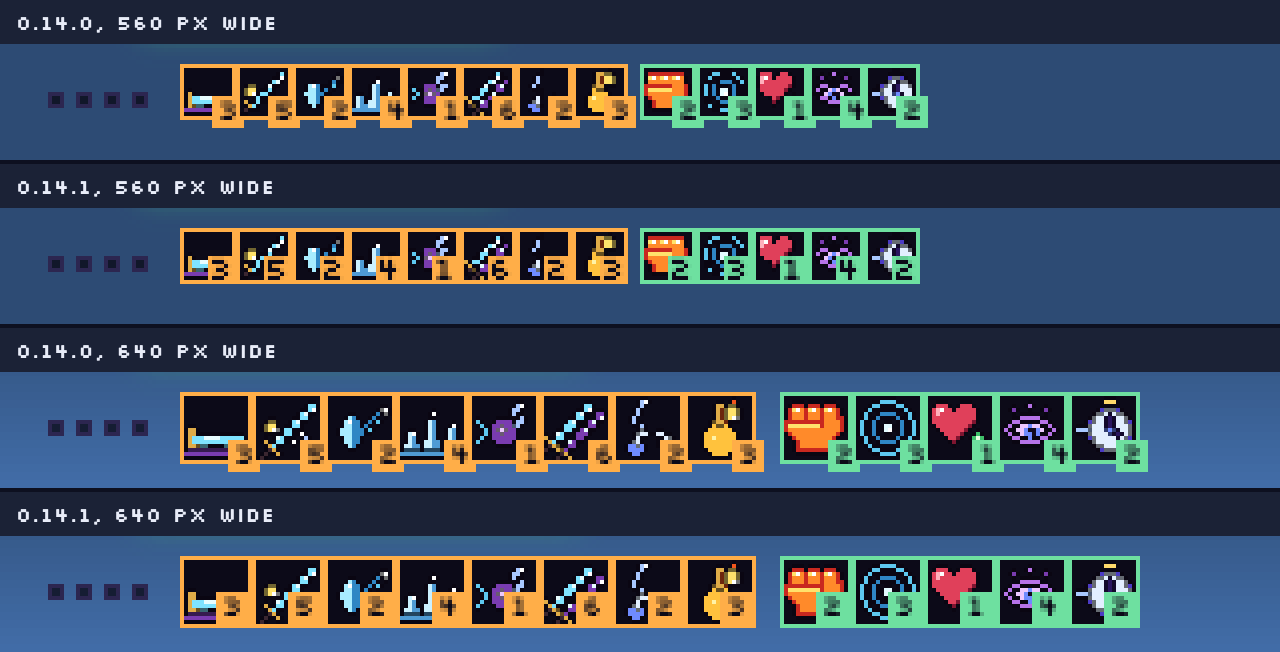 0.14.0, 560 PX WIDE
3 5 2 4 1 6 2 3 2 3 1 4 2
0.14.1, 560 PX WIDE
3 5 2 4 1 6 2 3 2 3 1 4 2
0.14.0, 640 PX WIDE
3 5 2 4 1 6 2 3 2 3 1 4 2
0.14.1, 640 PX WIDE
3 5 2 4 1 6 2 3 2 3 1 4 2